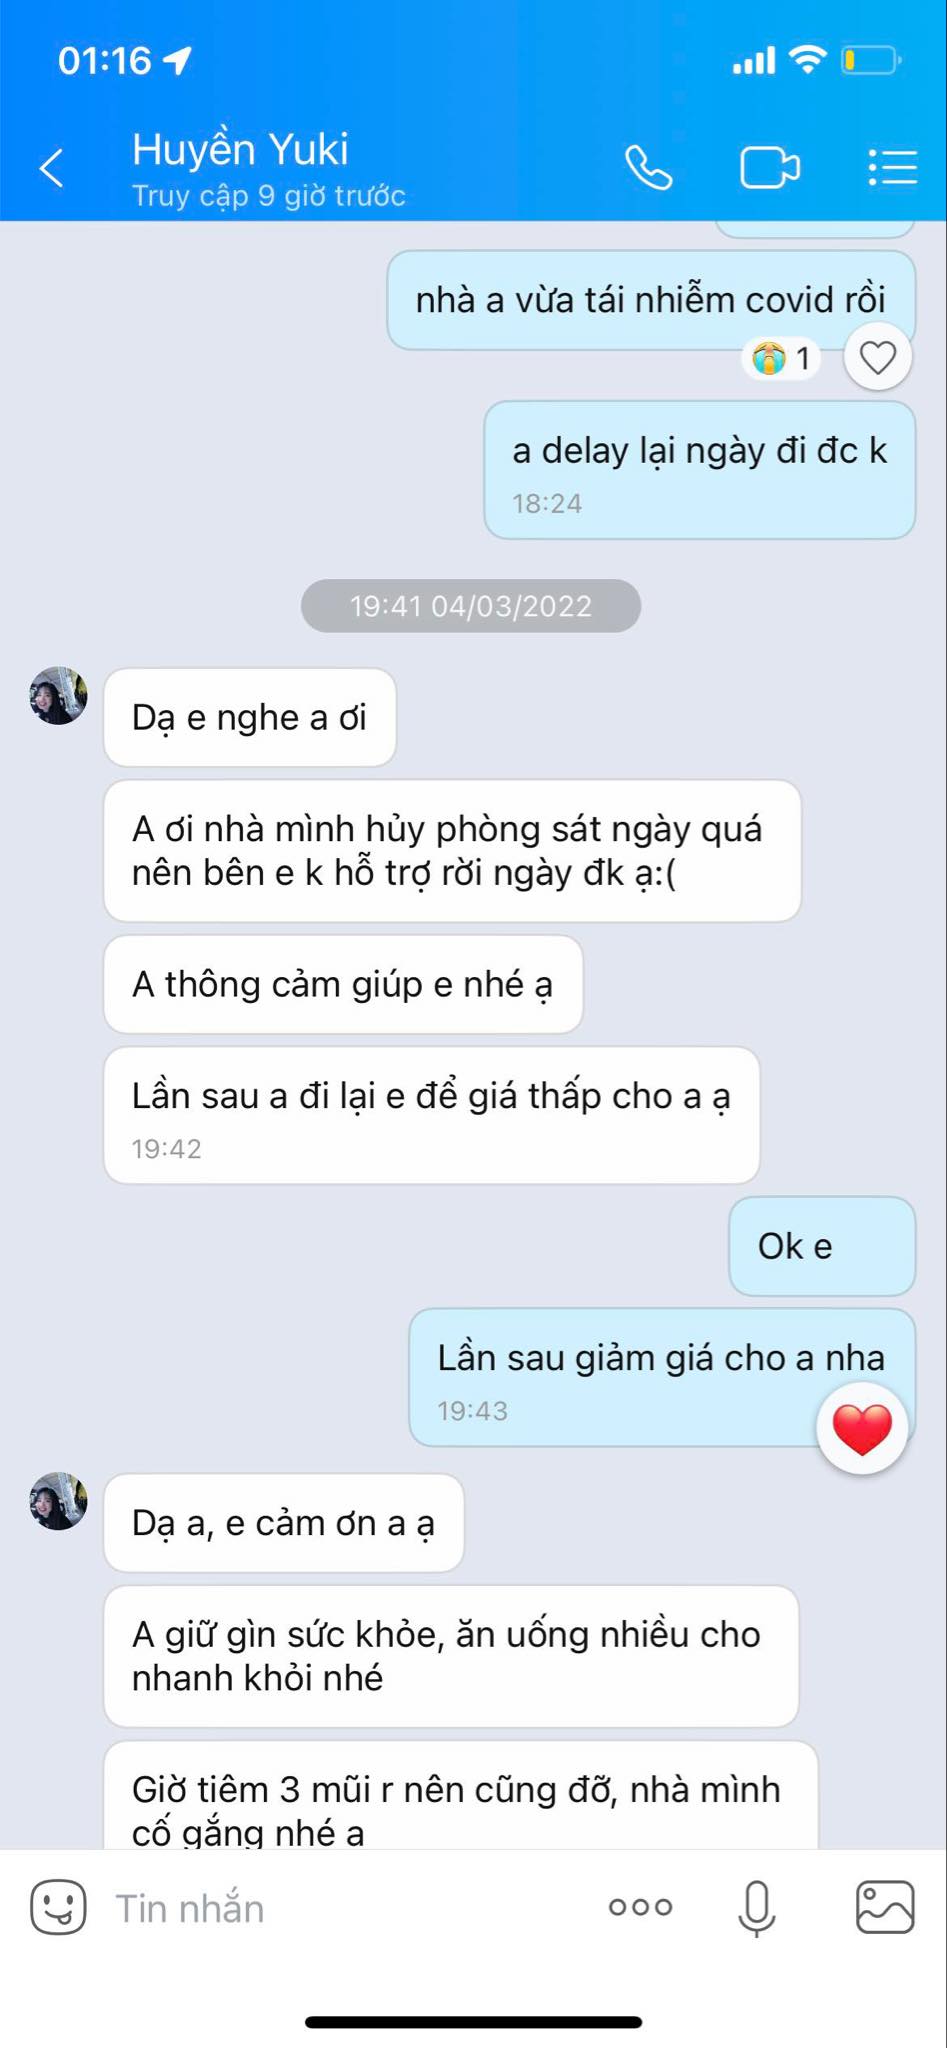 01:16
Huyền Yuki
Truy cập 9 giờ trước
nhà a vừa tái nhiễm covid rồi
1
a delay lại ngày đi đc k
18:24
19:41 04/03/2022
Dạ e nghe a ơi
A ơi nhà mình hủy phòng sát ngày quá
nên bên e k hỗ trợ rời ngày đk ạ:(
A thông cảm giúp e nhé ạ
Lần sau a đi lại e để giá thấp cho a ạ
19:42
Ok e
Lần sau giảm giá cho a nha
19:43
Dạ a, e cảm ơn a ạ
A giữ gìn sức khỏe, ăn uống nhiều cho
nhanh khỏi nhé
Giờ tiêm 3 mũi r nên cũng đỡ, nhà mình
cố gắng nhé a
Tin nhắn